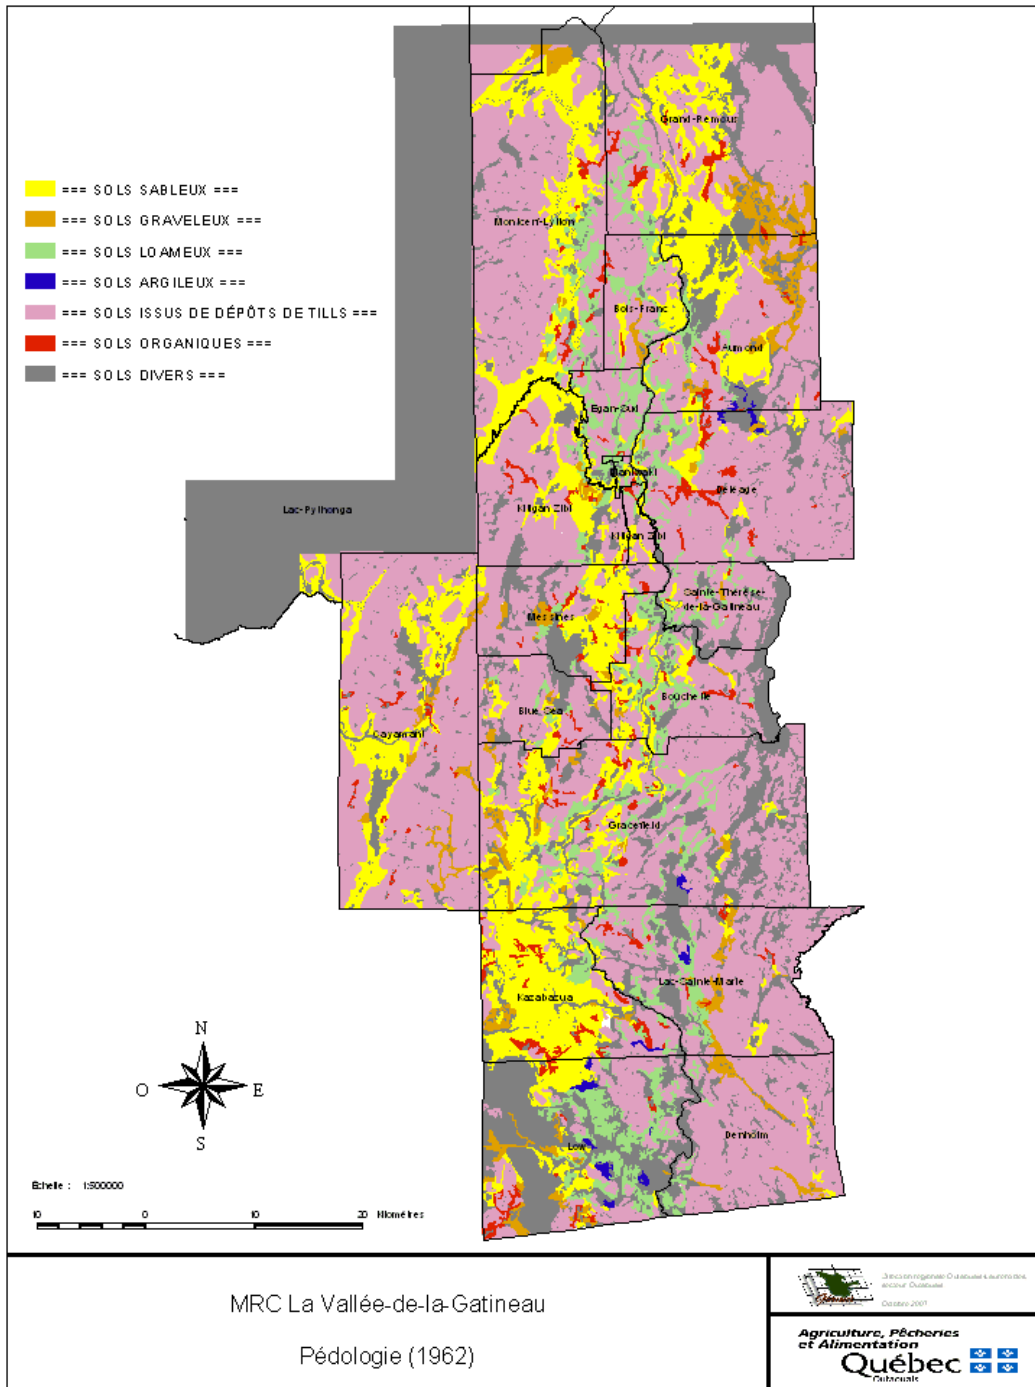 Grand-Remous
=== SOLS SABLEUX ===
=== SOLS GRAVELEUX ===
=== SOLS LOAMEUX ===
=== SOLS ARGILEUX ===
=== SOLS ISSUS DE DÉPÔTS DE TILLS ===
=== SOLS ORGANIQUES ===
=== SOLS DIVERS ===
Montcerf-Lytton
Bois-Franc
Aumond
Egan-Sud
Maniwaki
Déléage
Lac-Pythonga
Kitigan Zibi
Kitigan Zibi
Sainte-Thérèse-
de-la-Gatineau
Messines
Bouchette
Blue Sea
Cayamant
Gracefield
Lac-Sainte-Marie
Kazabazua
Denholm
Low
N
O
E
S
Échelle : 1:500000
10 0 10 20 Kilomètres
MRC La Vallée-de-la-Gatineau
Pédologie (1962)
Agriculture, Pêcheries
et Alimentation
Québec
Outaouais